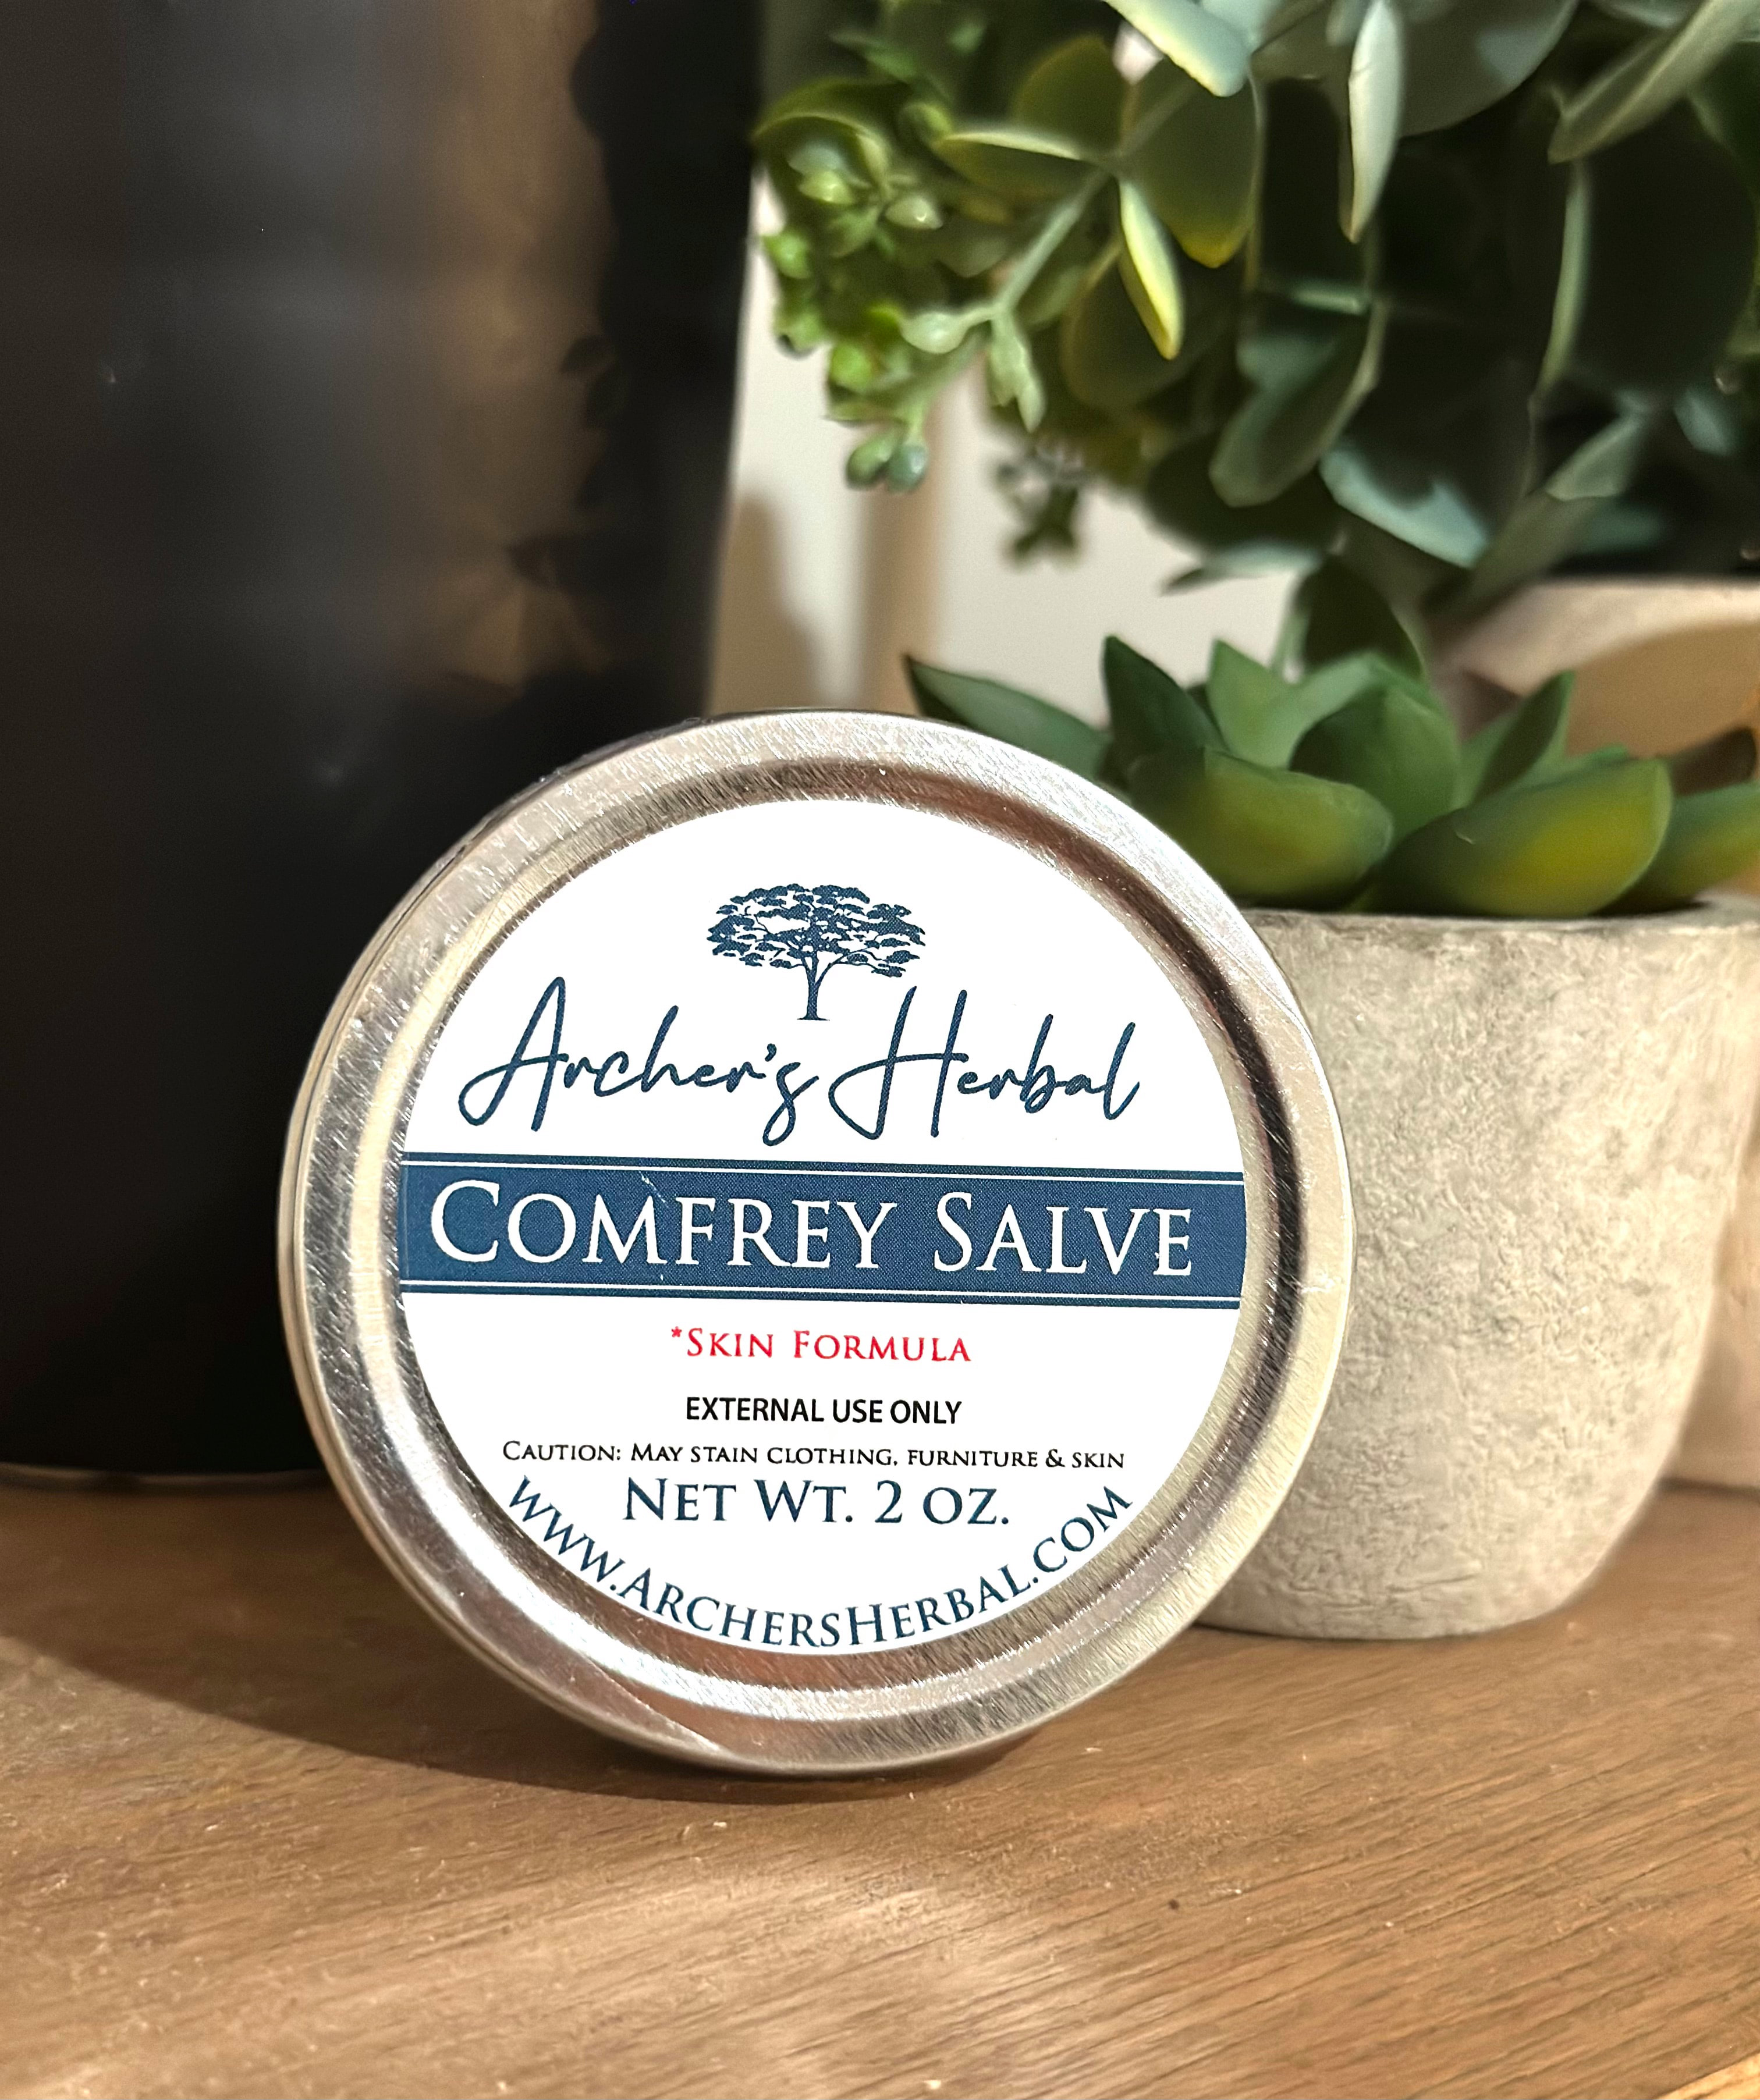 Archer's Herbal
COMFREY SALVE
*SKIN FORMULA
EXTERNAL USE ONLY
CAUTION: MAY STAIN CLOTHING, FURNITURE & SKIN
NET WT. 2 OZ.
WWW.ARCHERSHERBAL.COM